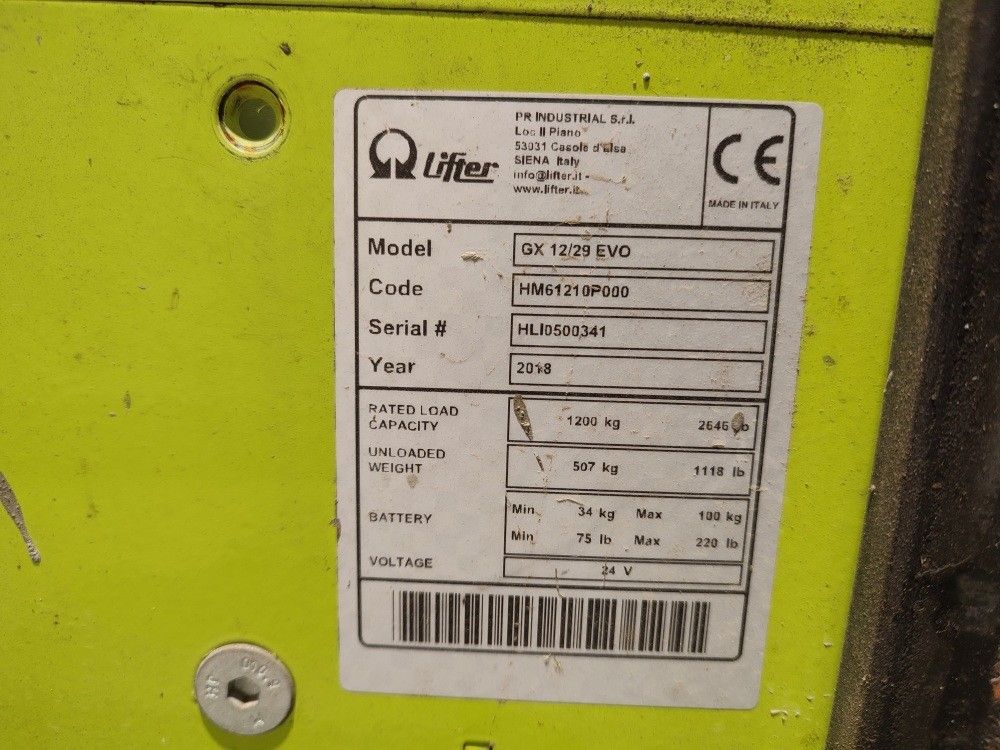 Lifter
PR INDUSTRIAL S.r.l.
Loc Il Piano
53031 Casole d'Elsa
SIENA Italy
info@lifter.it -
www.lifter.it
CE
MADE IN ITALY
Model GX 12/29 EVO
Code HM61210P000
Serial # HLI0500341
Year 2018
RATED LOAD
CAPACITY 1200 kg 2646 lb
UNLOADED
WEIGHT 507 kg 1118 lb
BATTERY
Min 34 kg Max 100 kg
Min 75 lb Max 220 lb
VOLTAGE 24 V